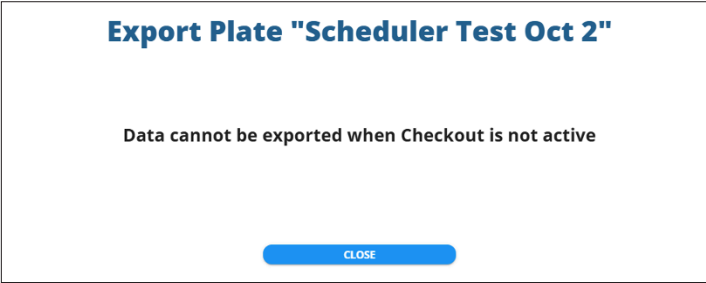 Export Plate "Scheduler Test Oct 2"
Data cannot be exported when Checkout is not active
CLOSE